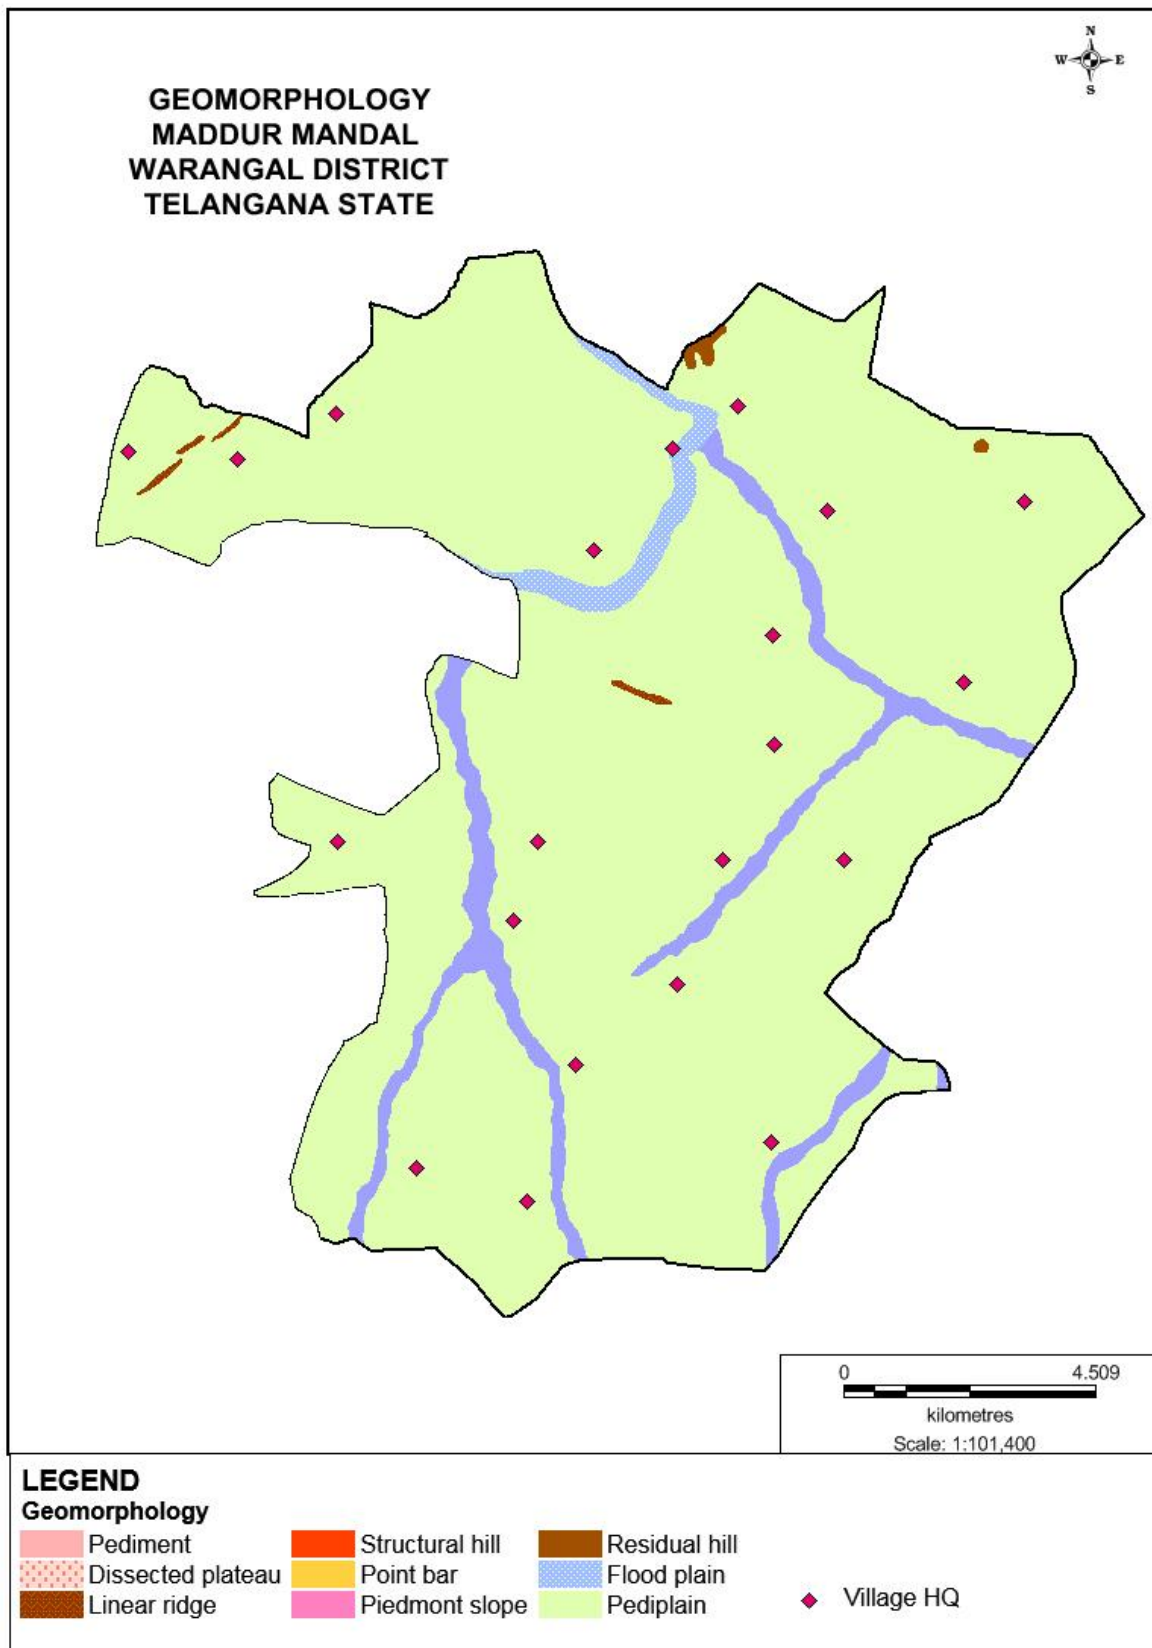 N
W E
S
GEOMORPHOLOGY
MADDUR MANDAL
WARANGAL DISTRICT
TELANGANA STATE
0 4.509
kilometres
Scale: 1:101,400
LEGEND
Geomorphology
Pediment
Structural hill
Residual hill
Dissected plateau
Point bar
Flood plain
Linear ridge
Piedmont slope
Pediplain
Village HQ